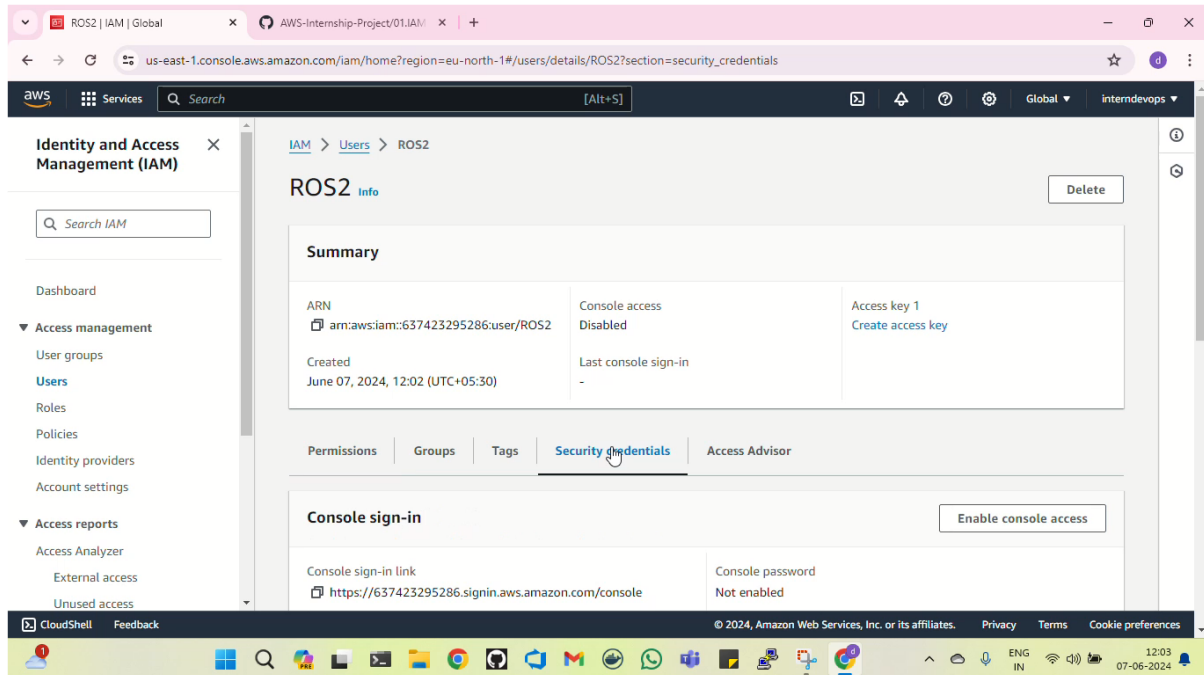 ROS2 | IAM | Global
AWS-Internship-Project/01.IAM
us-east-1.console.aws.amazon.com/iam/home?region=eu-north-1#/users/details/ROS2?section=security_credentials
d
aws
Services
Search
[Alt+S]
Global
interndevops
Identity and Access Management (IAM)
Search IAM
Dashboard
Access management
User groups
Users
Roles
Policies
Identity providers
Account settings
Access reports
Access Analyzer
External access
Unused access
IAM > Users > ROS2
ROS2 Info
Delete
Summary
ARN
arn:aws:iam::637423295286:user/ROS2
Created
June 07, 2024, 12:02 (UTC+05:30)
Console access
Disabled
Last console sign-in
-
Access key 1
Create access key
Permissions
Groups
Tags
Security credentials
Access Advisor
Console sign-in
Enable console access
Console sign-in link
https://637423295286.signin.aws.amazon.com/console
Console password
Not enabled
CloudShell
Feedback
© 2024, Amazon Web Services, Inc. or its affiliates.
Privacy
Terms
Cookie preferences
1
PRE
d
ENG
IN
12:03
07-06-2024